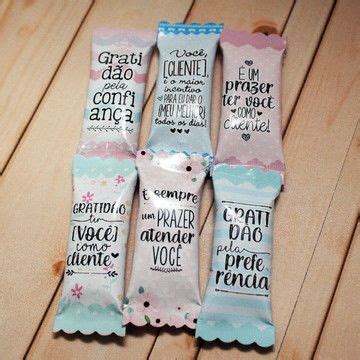 Grati
dão
pela
confi
ança
Você,
[CLIENTE],
é o maior
incentivo
PARA EU DAR O
[MEU MELHOR]
todos os dias!
É UM
prazer
ter você
COMO
cliente!
GRATIDÃO
ter
[VOCÊ]
como
cliente
É sempre
um PRAZER
atender
VOCÊ
GRATI
DÃO
pela
prefe
rência